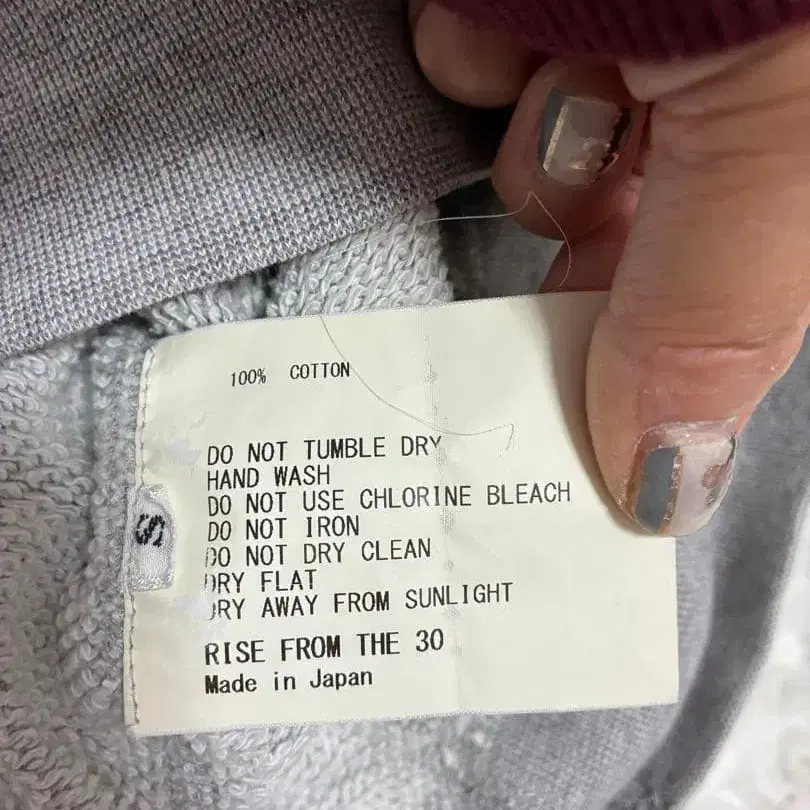 100% COTTON
DO NOT TUMBLE DRY
HAND WASH
DO NOT USE CHLORINE BLEACH
DO NOT IRON
DO NOT DRY CLEAN
DRY FLAT
DRY AWAY FROM SUNLIGHT
RISE FROM THE 30
Made in Japan
S